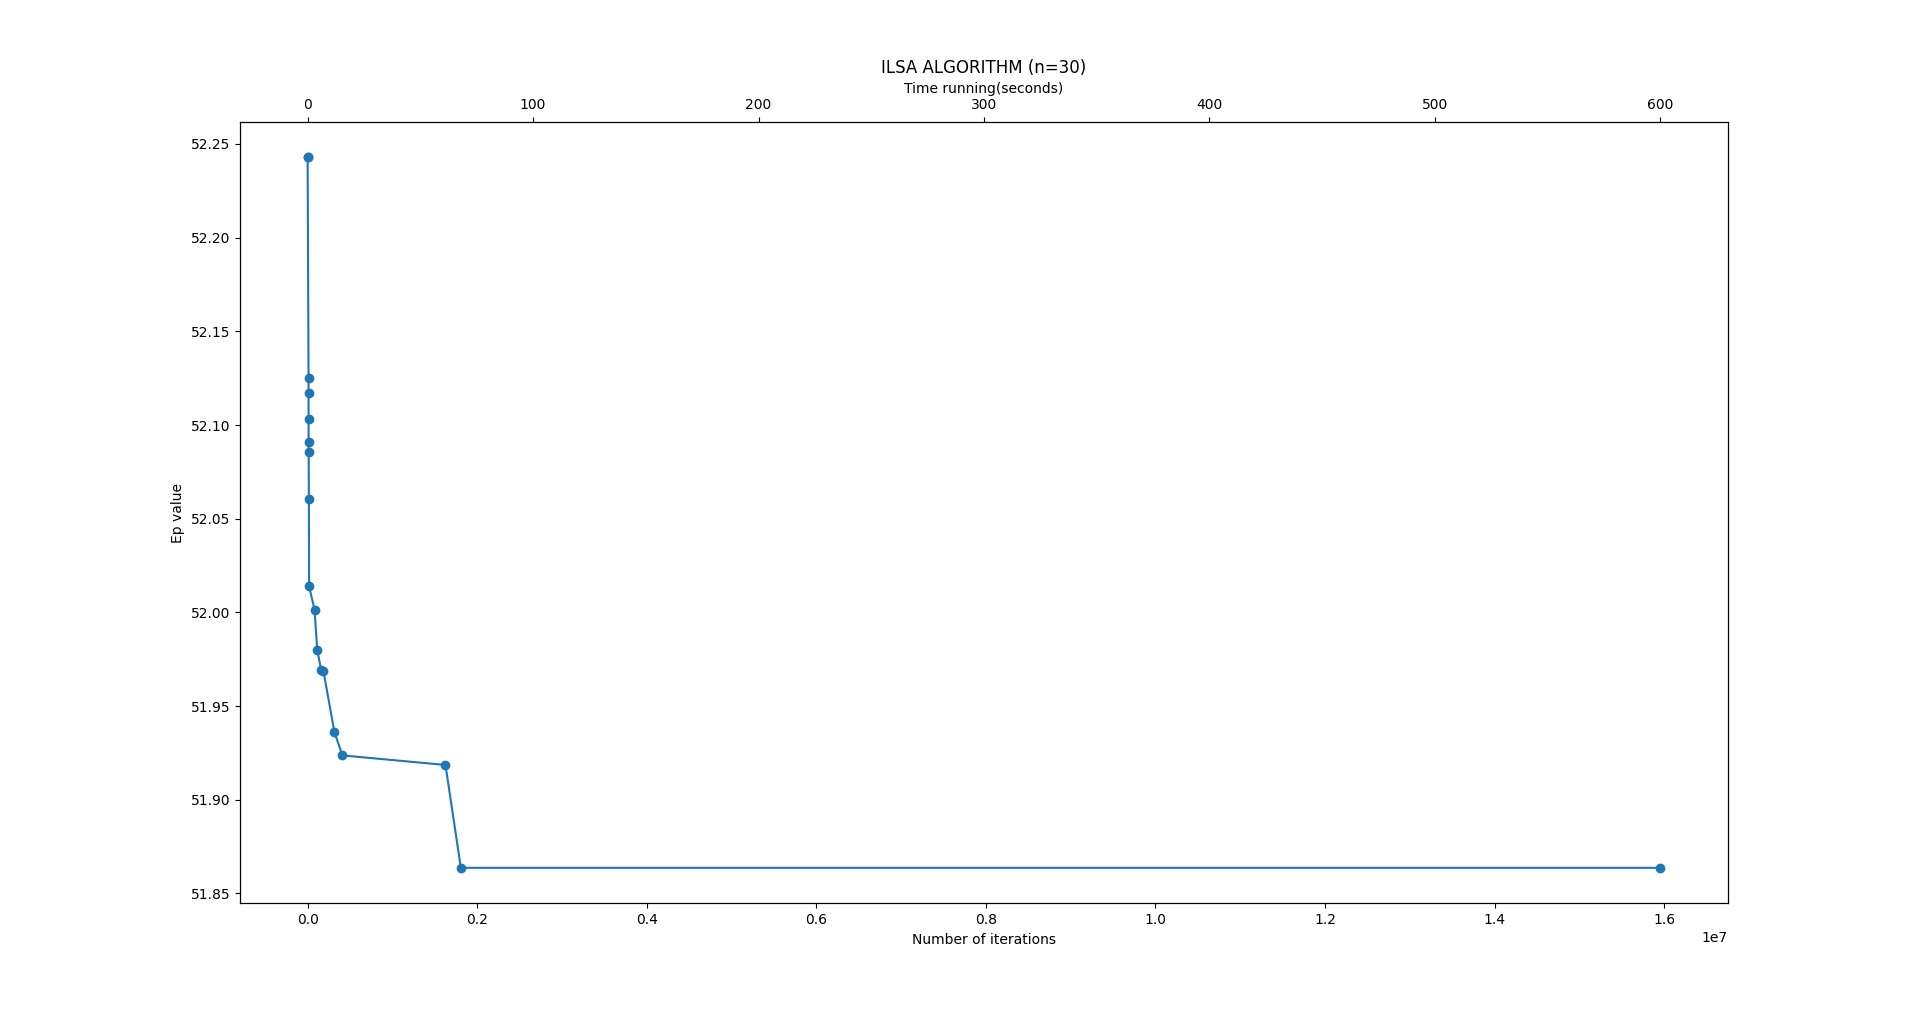 ILSA ALGORITHM (n=30)
Time running(seconds)
0 100 200 300 400 500 600
52.25
52.20
52.15
52.10
52.05
52.00
51.95
51.90
51.85
Ep value
0.0 0.2 0.4 0.6 0.8 1.0 1.2 1.4 1.6
Number of iterations
1e7